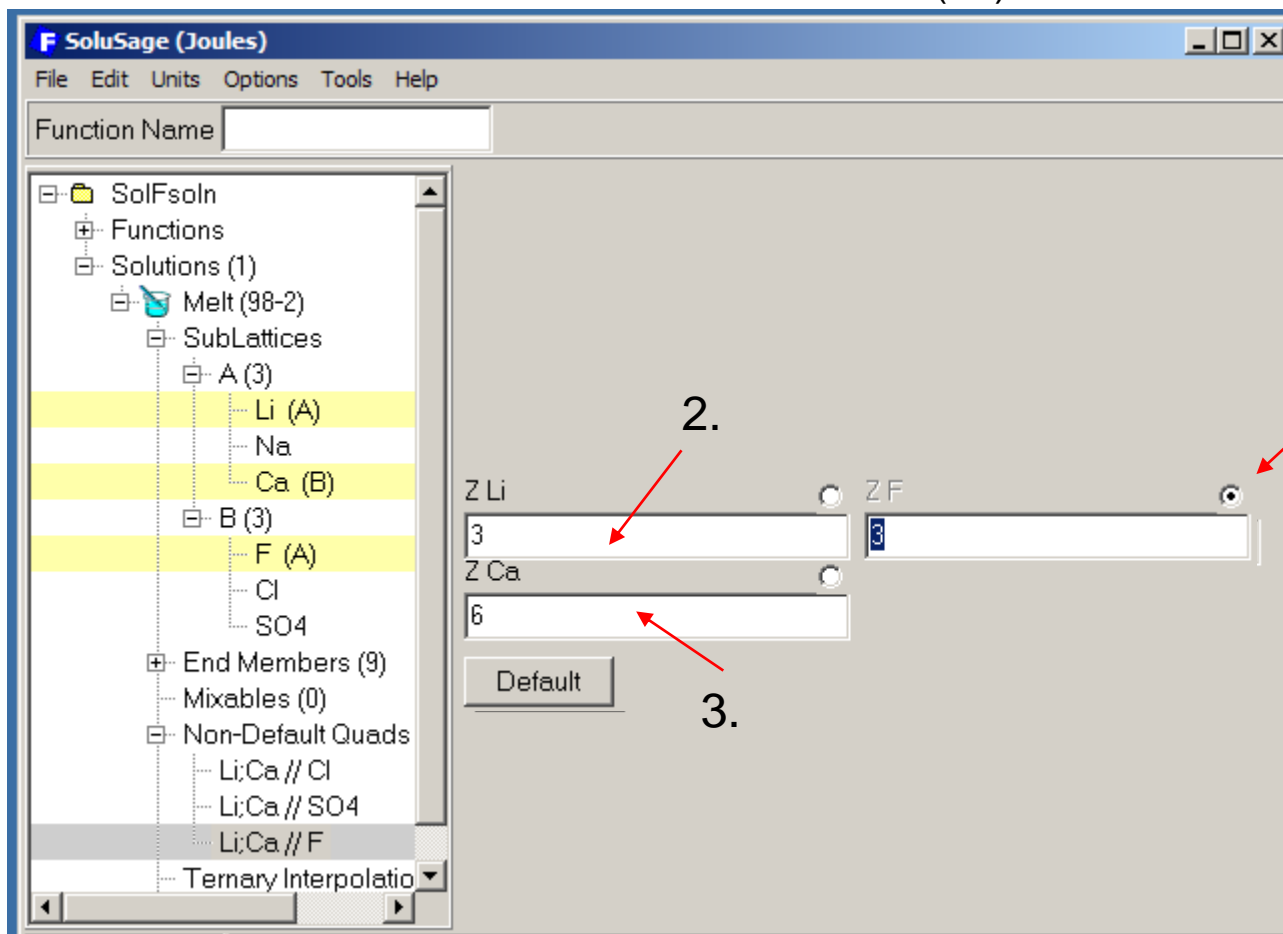 SoluSage (Joules)
File Edit Units Options Tools Help
Function Name
SolFsoln
Functions
Solutions (1)
Melt (98-2)
SubLattices
A (3)
Li (A)
Na
Ca (B)
B (3)
F (A)
Cl
SO4
End Members (9)
Mixables (0)
Non-Default Quads
Li;Ca // Cl
Li;Ca // SO4
Li;Ca // F
Ternary Interpolatio
2.
Z Li Z F
3 3
Z Ca
6
Default
3.